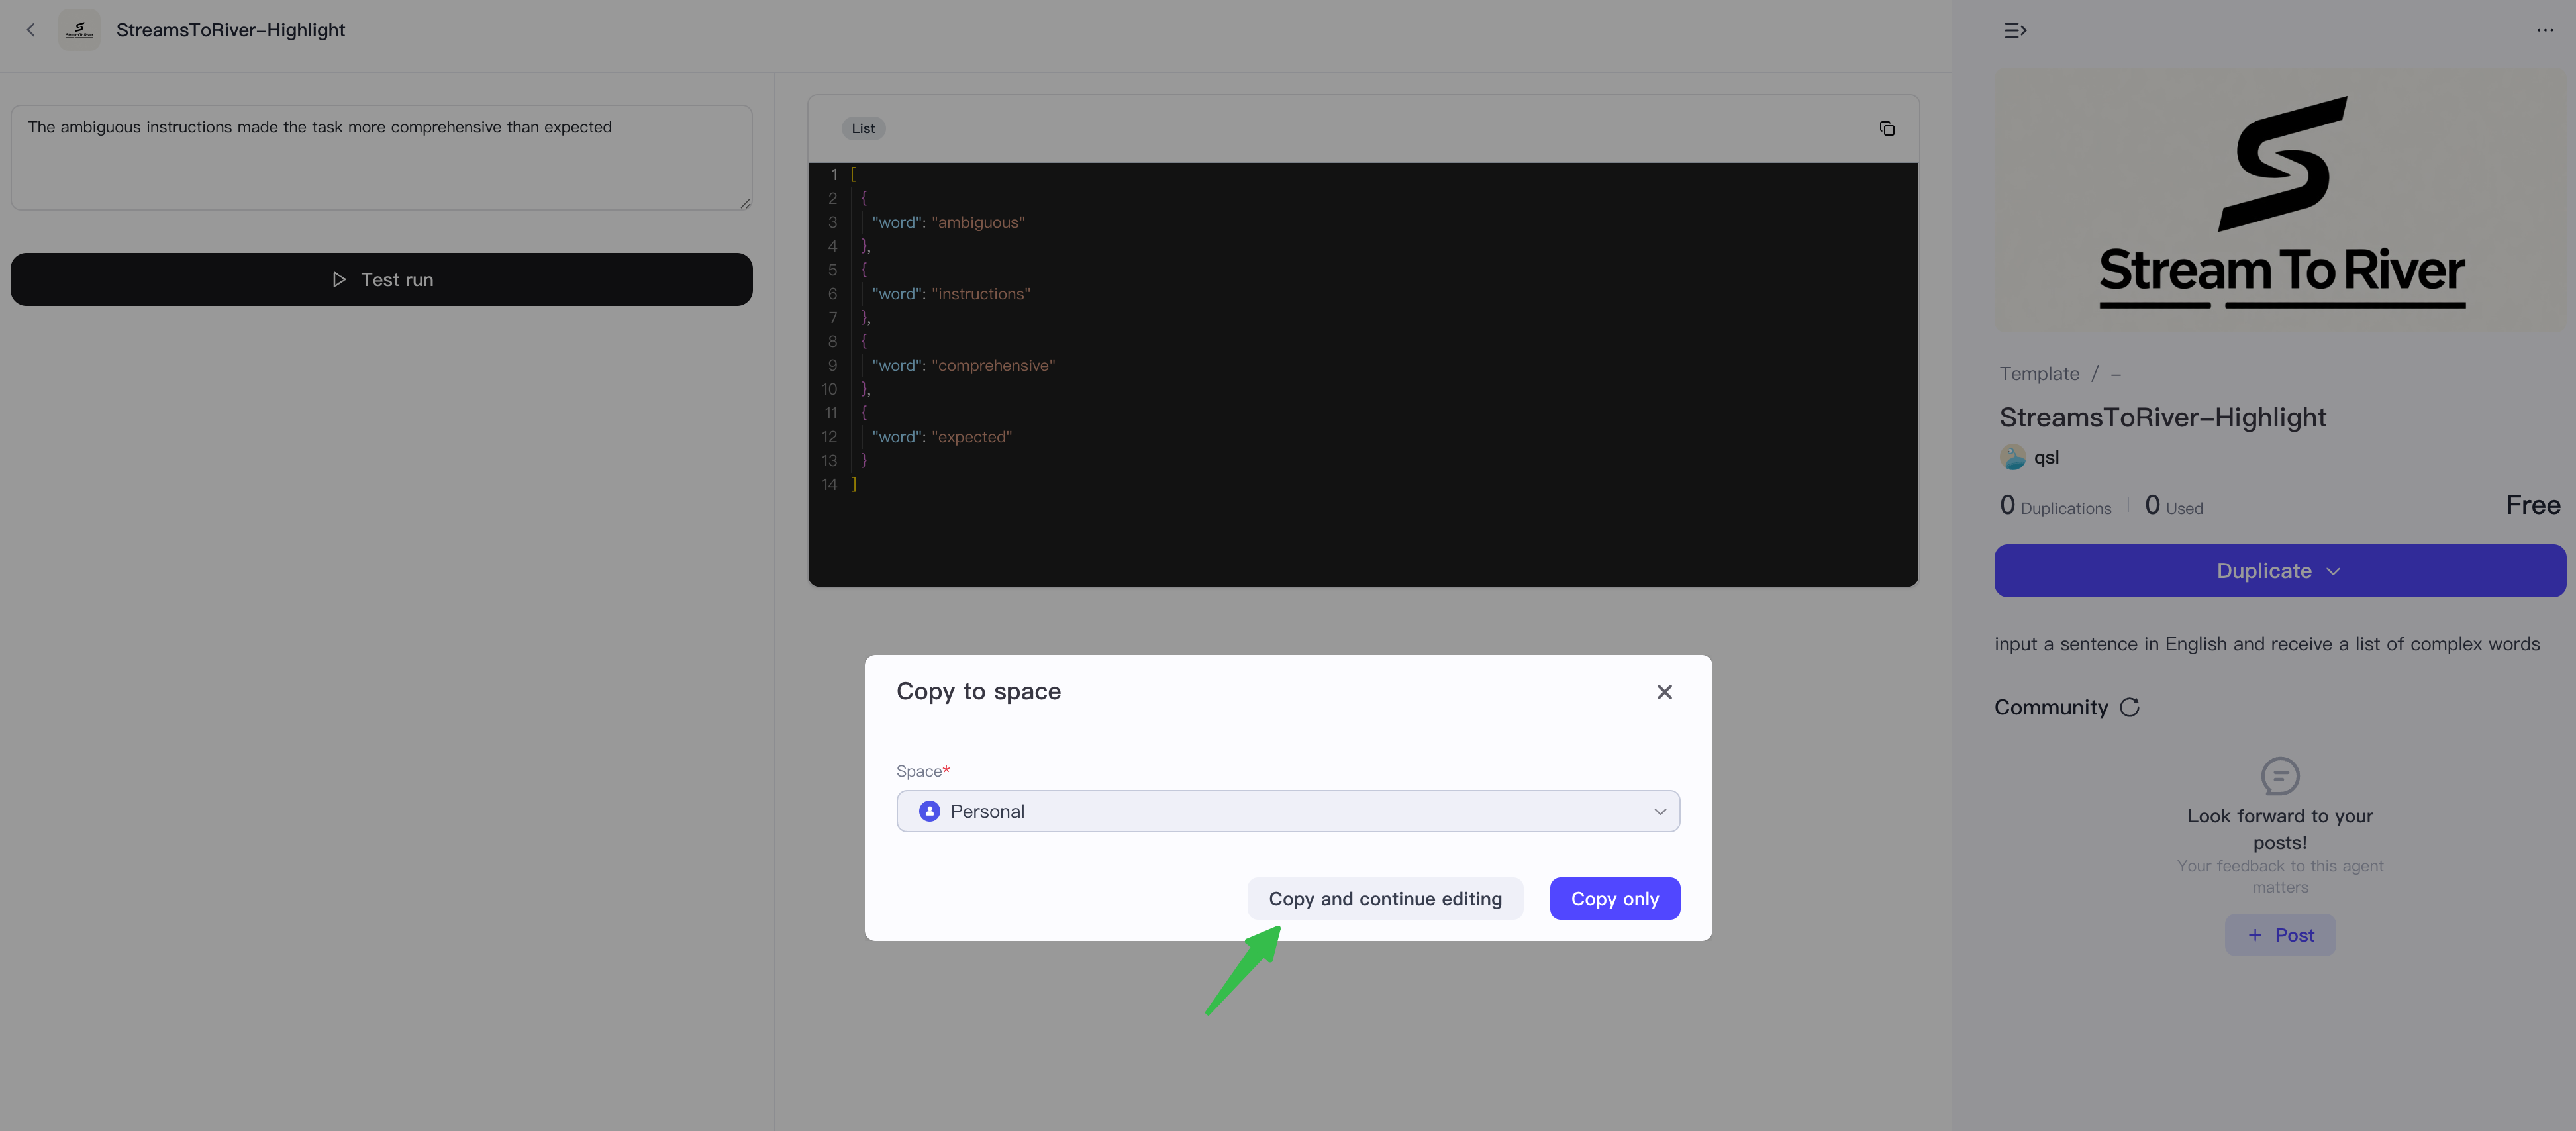 StreamsToRiver-Highlight
The ambiguous instructions made the task more comprehensive than expected
Test run
List
1 [
2 {
3 "word": "ambiguous"
4 },
5 {
6 "word": "instructions"
7 },
8 {
9 "word": "comprehensive"
10 },
11 {
12 "word": "expected"
13 }
14 ]
Copy to space
Space*
Personal
Copy and continue editing
Copy only
Stream To River
Template / -
StreamsToRiver-Highlight
qsl
0 Duplications 0 Used Free
Duplicate
input a sentence in English and receive a list of complex words
Community
Look forward to your
posts!
Your feedback to this agent
matters
+ Post